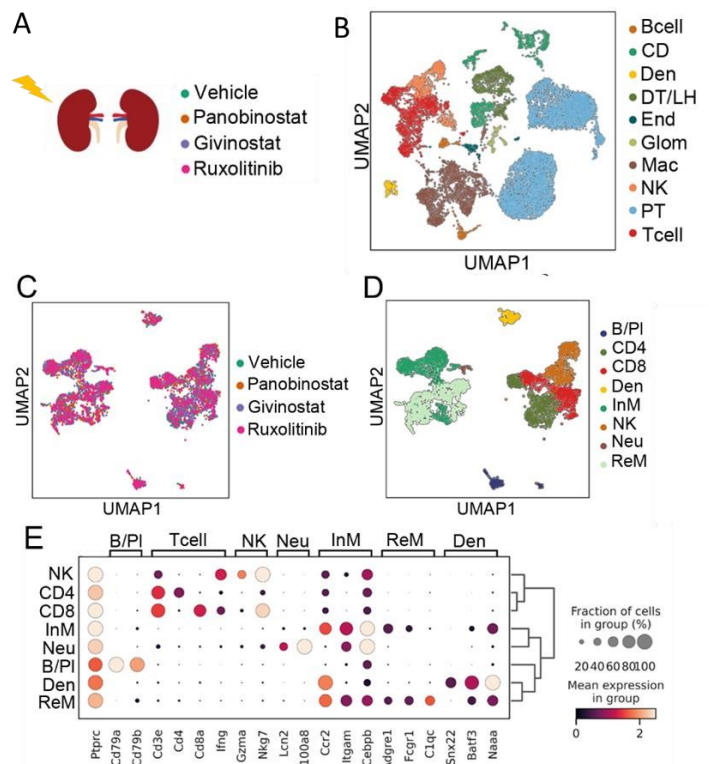 A
Vehicle
Panobinostat
Givinostat
Ruxolitinib
B
UMAP2
UMAP1
Bcell
CD
Den
DT/LH
End
Glom
Mac
NK
PT
Tcell
C
UMAP2
UMAP1
Vehicle
Panobinostat
Givinostat
Ruxolitinib
D
UMAP2
UMAP1
B/Pl
CD4
CD8
Den
InM
NK
Neu
ReM
E
B/Pl Tcell NK Neu InM ReM Den
NK
CD4
CD8
InM
Neu
B/Pl
Den
ReM
Ptprc
Cd79a
Cd79b
Cd3e
Cd4
Cd8a
Ifng
Gzma
Nkg7
Lcn2
100a8
Ccr2
Itgam
Cebpb
dgre1
Fcgr1
C1qc
Snx22
Batf3
Naaa
Fraction of cells
in group (%)
20 40 60 80 100
Mean expression
in group
0 2